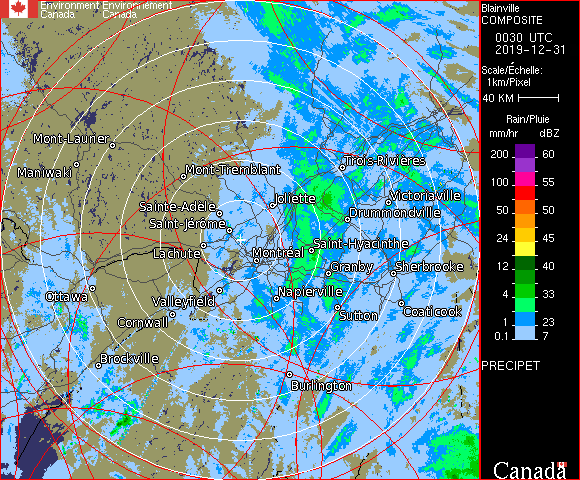 Environment Environnement
Canada Canada
Blainville
COMPOSITE
0030 UTC
2019-12-31
Scale/Échelle:
1km/Pixel
40 KM
Rain/Pluie
mm/hr dBZ
200 60
100 55
50 50
24 45
12 40
4 33
1 23
0.1 7
PRECIPET
Mont-Laurier
Maniwaki
Mont-Tremblant
Trois-Rivières
Sainte-Adele
Joliette
Victoriaville
Saint-Jérôme
Drummondville
Lachute
Montréal
Saint-Hyacinthe
Granby
Sherbrooke
Ottawa
Valleyfield
Napierville
Cornwall
Sutton
Coaticook
Brockville
Burlington
Canada